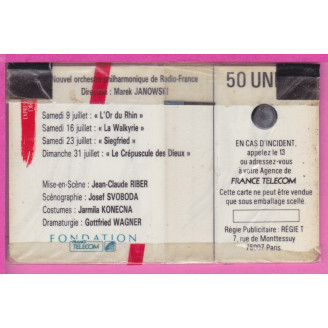 Nouvel orchestre philharmonique de Radio-France
Direction : Marek JANOWSKI
Samedi 9 juillet : « L'Or du Rhin »
Samedi 16 juillet : « La Walkyrie »
Samedi 23 juillet : « Siegfried »
Dimanche 31 juillet : « Le Crépuscule des Dieux »
Mise-en-Scène : Jean-Claude RIBER
Scénographie : Josef SVOBODA
Costumes : Jarmila KONECNA
Dramaturgie : Gottfried WAGNER
FONDATION
FRANCE
TELECOM
50 UNI
EN CAS D'INCIDENT,
appelez le 13
ou adressez-vous
à votre Agence de
FRANCE TELECOM
Cette carte ne peut être vendue
que sous emballage scellé.
Régie Publicitaire : RÉGIE T
7, rue de Monttessuy
75007 Paris.